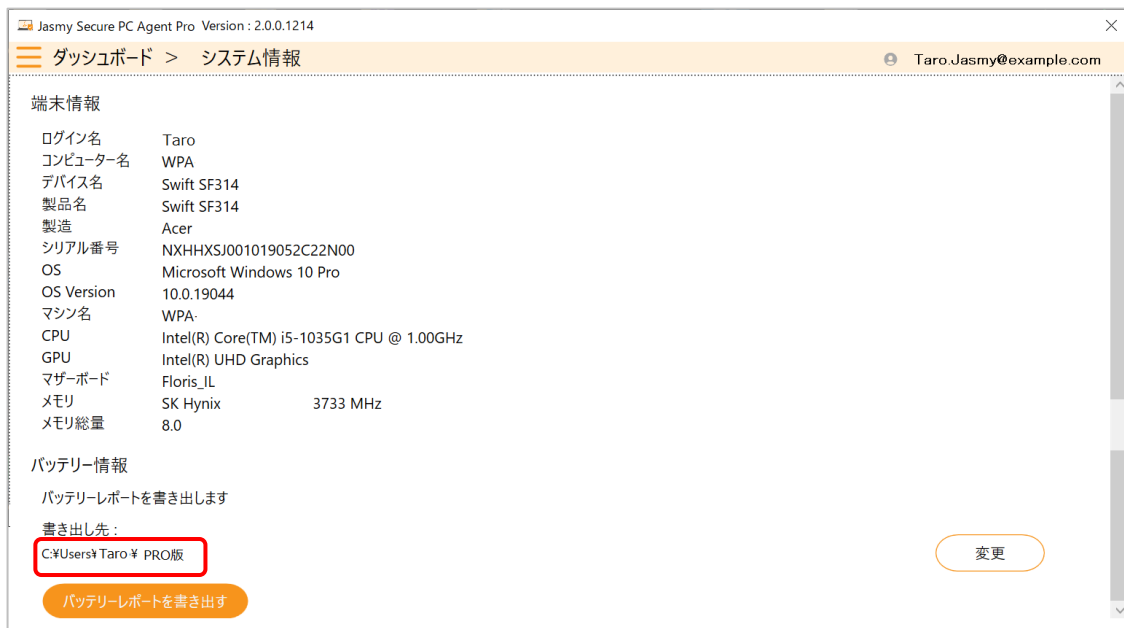 Jasmy Secure PC Agent Pro Version : 2.0.0.1214
ダッシュボード > システム情報 Taro.Jasmy@example.com
端末情報
ログイン名 Taro
コンピューター名 WPA
デバイス名 Swift SF314
製品名 Swift SF314
製造 Acer
シリアル番号 NXHHXSJ001019052C22N00
OS Microsoft Windows 10 Pro
OS Version 10.0.19044
マシン名 WPA-
CPU Intel(R) Core(TM) i5-1035G1 CPU @ 1.00GHz
GPU Intel(R) UHD Graphics
マザーボード Floris_IL
メモリ SK Hynix 3733 MHz
メモリ総量 8.0
バッテリー情報
バッテリーレポートを書き出します
書き出し先 :
C:¥Users¥Taro¥ PRO版
変更
バッテリーレポートを書き出す